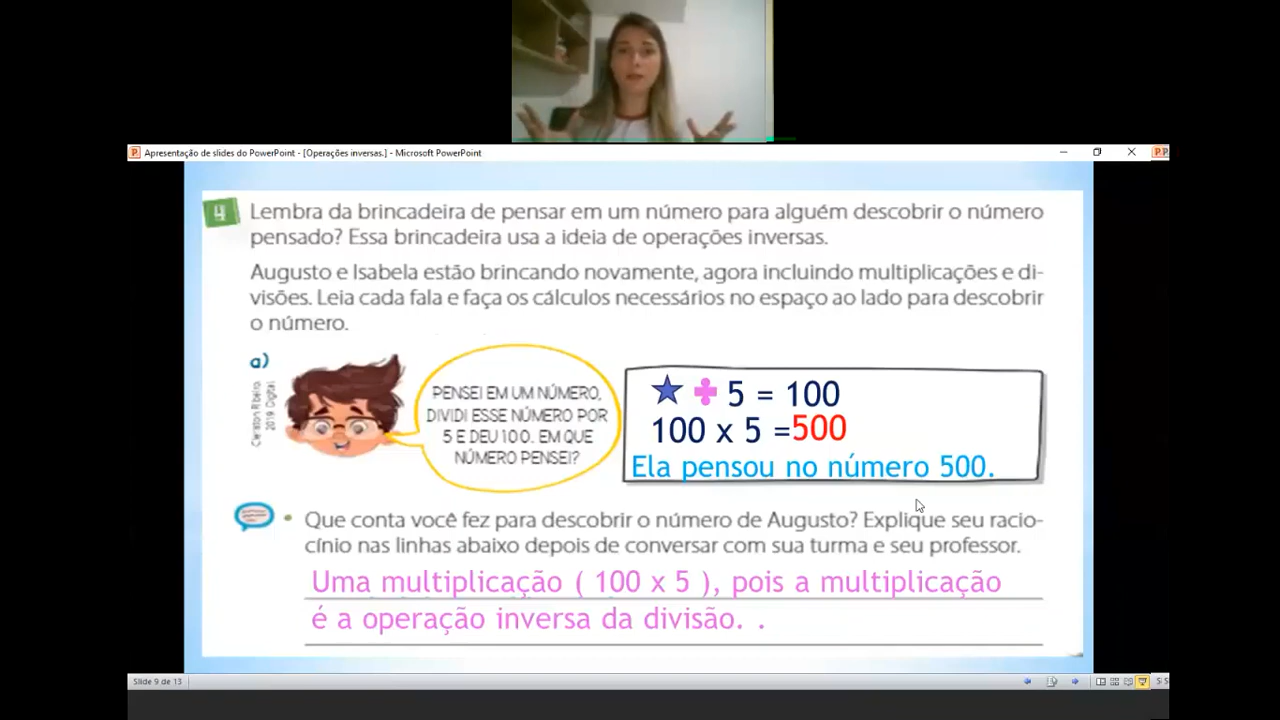 Apresentação de slides do PowerPoint - [Operações inversas.] - Microsoft PowerPoint
4
Lembra da brincadeira de pensar em um número para alguém descobrir o número
pensado? Essa brincadeira usa a ideia de operações inversas.
Augusto e Isabela estão brincando novamente, agora incluindo multiplicações e di-
visões. Leia cada fala e faça os cálculos necessários no espaço ao lado para descobrir
o número.
a)
Cleriston Ribeiro.
2019. Digital.
PENSEI EM UM NÚMERO,
DIVIDI ESSE NÚMERO POR
5 E DEU 100. EM QUE
NÚMERO PENSEI?
★ ÷ 5 = 100
100 x 5 =500
Ela pensou no número 500.
• Que conta você fez para descobrir o número de Augusto? Explique seu racio-
cínio nas linhas abaixo depois de conversar com sua turma e seu professor.
Uma multiplicação ( 100 x 5 ), pois a multiplicação
é a operação inversa da divisão. .
Slide 9 de 13